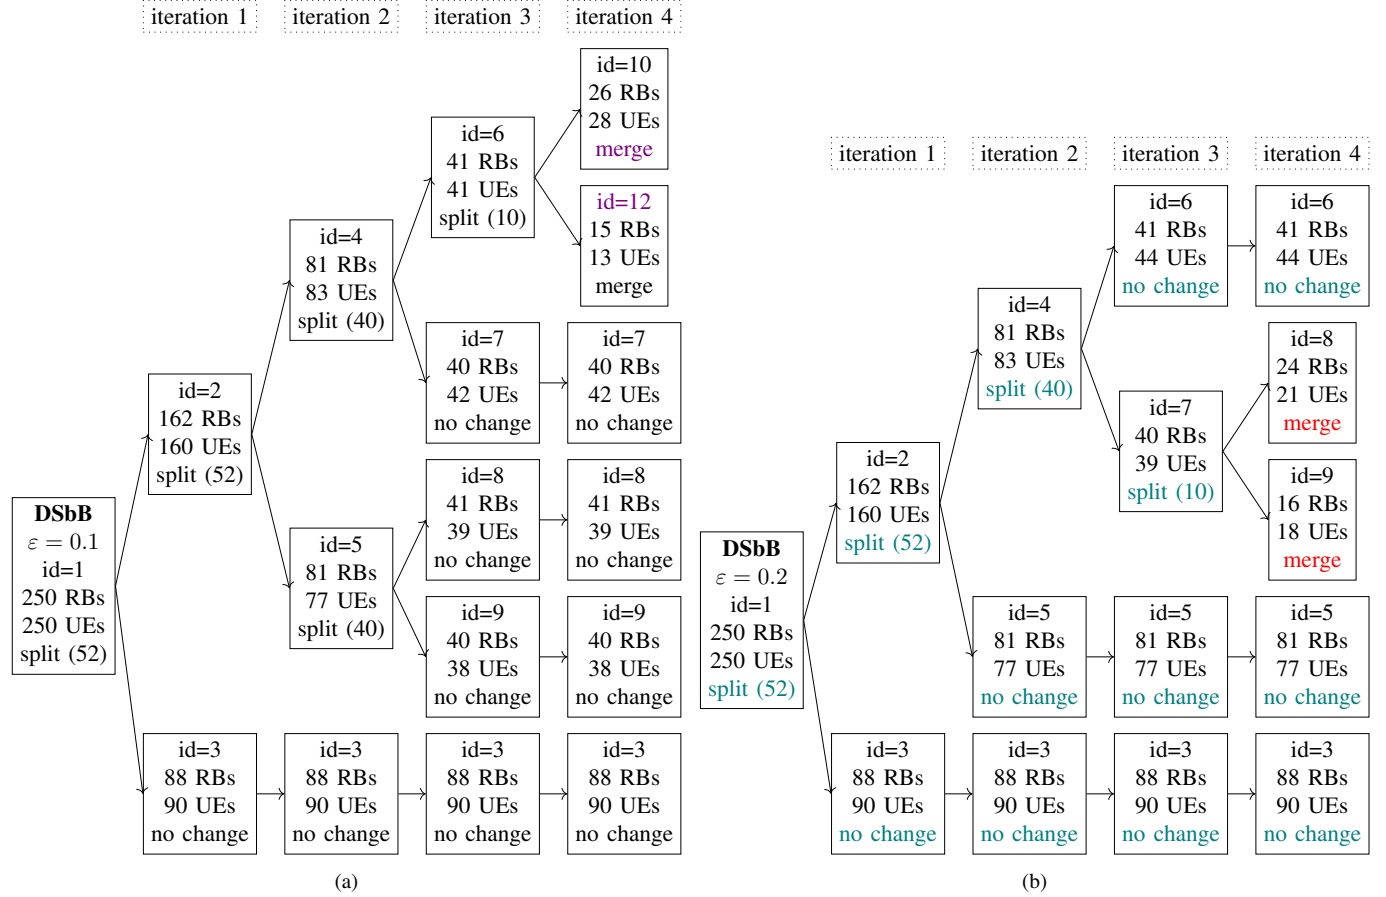 iteration 1
iteration 2
iteration 3
iteration 4
id=10
26 RBs
28 UEs
merge
id=6
41 RBs
41 UEs
split (10)
id=12
15 RBs
13 UEs
merge
id=4
81 RBs
83 UEs
split (40)
id=7
40 RBs
42 UEs
no change
id=7
40 RBs
42 UEs
no change
id=2
162 RBs
160 UEs
split (52)
id=8
41 RBs
39 UEs
no change
id=8
41 RBs
39 UEs
no change
DSbB
ε = 0.1
id=1
250 RBs
250 UEs
split (52)
id=5
81 RBs
77 UEs
split (40)
id=9
40 RBs
38 UEs
no change
id=9
40 RBs
38 UEs
no change
id=3
88 RBs
90 UEs
no change
id=3
88 RBs
90 UEs
no change
id=3
88 RBs
90 UEs
no change
id=3
88 RBs
90 UEs
no change
(a)
iteration 1
iteration 2
iteration 3
iteration 4
id=6
41 RBs
44 UEs
no change
id=6
41 RBs
44 UEs
no change
id=4
81 RBs
83 UEs
split (40)
id=8
24 RBs
21 UEs
merge
id=7
40 RBs
39 UEs
split (10)
id=2
162 RBs
160 UEs
split (52)
id=9
16 RBs
18 UEs
merge
DSbB
ε = 0.2
id=1
250 RBs
250 UEs
split (52)
id=5
81 RBs
77 UEs
no change
id=5
81 RBs
77 UEs
no change
id=5
81 RBs
77 UEs
no change
id=3
88 RBs
90 UEs
no change
id=3
88 RBs
90 UEs
no change
id=3
88 RBs
90 UEs
no change
id=3
88 RBs
90 UEs
no change
(b)